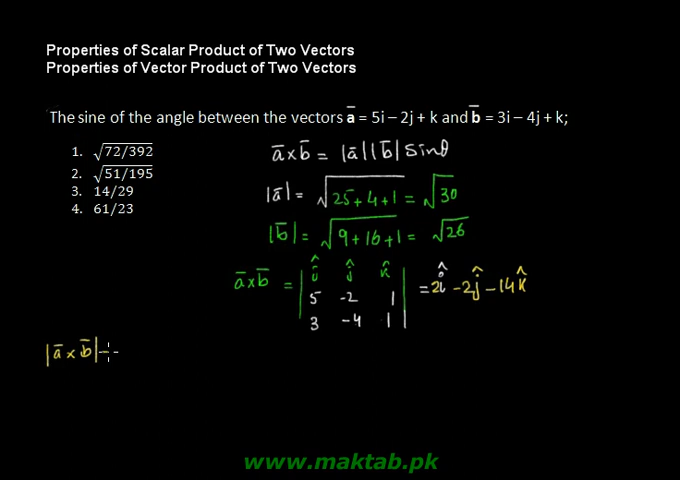 Properties of Scalar Product of Two Vectors
Properties of Vector Product of Two Vectors
The sine of the angle between the vectors a̅ = 5i – 2j + k and b̅ = 3i – 4j + k;
1. √72/392
2. √51/195
3. 14/29
4. 61/23
a̅ x b̅ = |a̅| |b̅| Sinθ
|a̅| = √25+4+1 = √30
|b̅| = √9+16+1 = √26
a̅ x b̅ = | î ĵ k̂ | = 2î – 2ĵ – 14k̂
5 -2 1
3 -4 1
|a̅ x b̅| =
www.maktab.pk